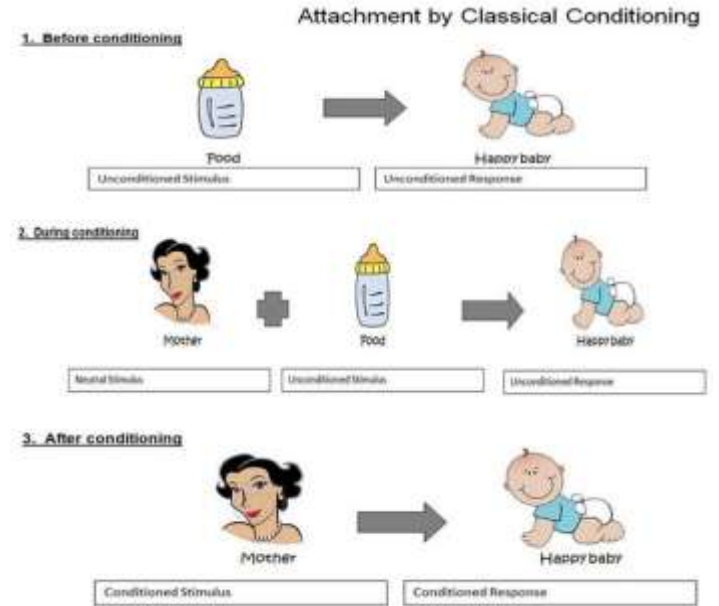 Attachment by Classical Conditioning
1. Before conditioning
Food
Happy baby
Unconditioned Stimulus
Unconditioned Response
2. During conditioning
Mother
Food
Happy baby
Neutral Stimulus
Unconditioned Stimulus
Unconditioned Response
3. After conditioning
Mother
Happy baby
Conditioned Stimulus
Conditioned Response